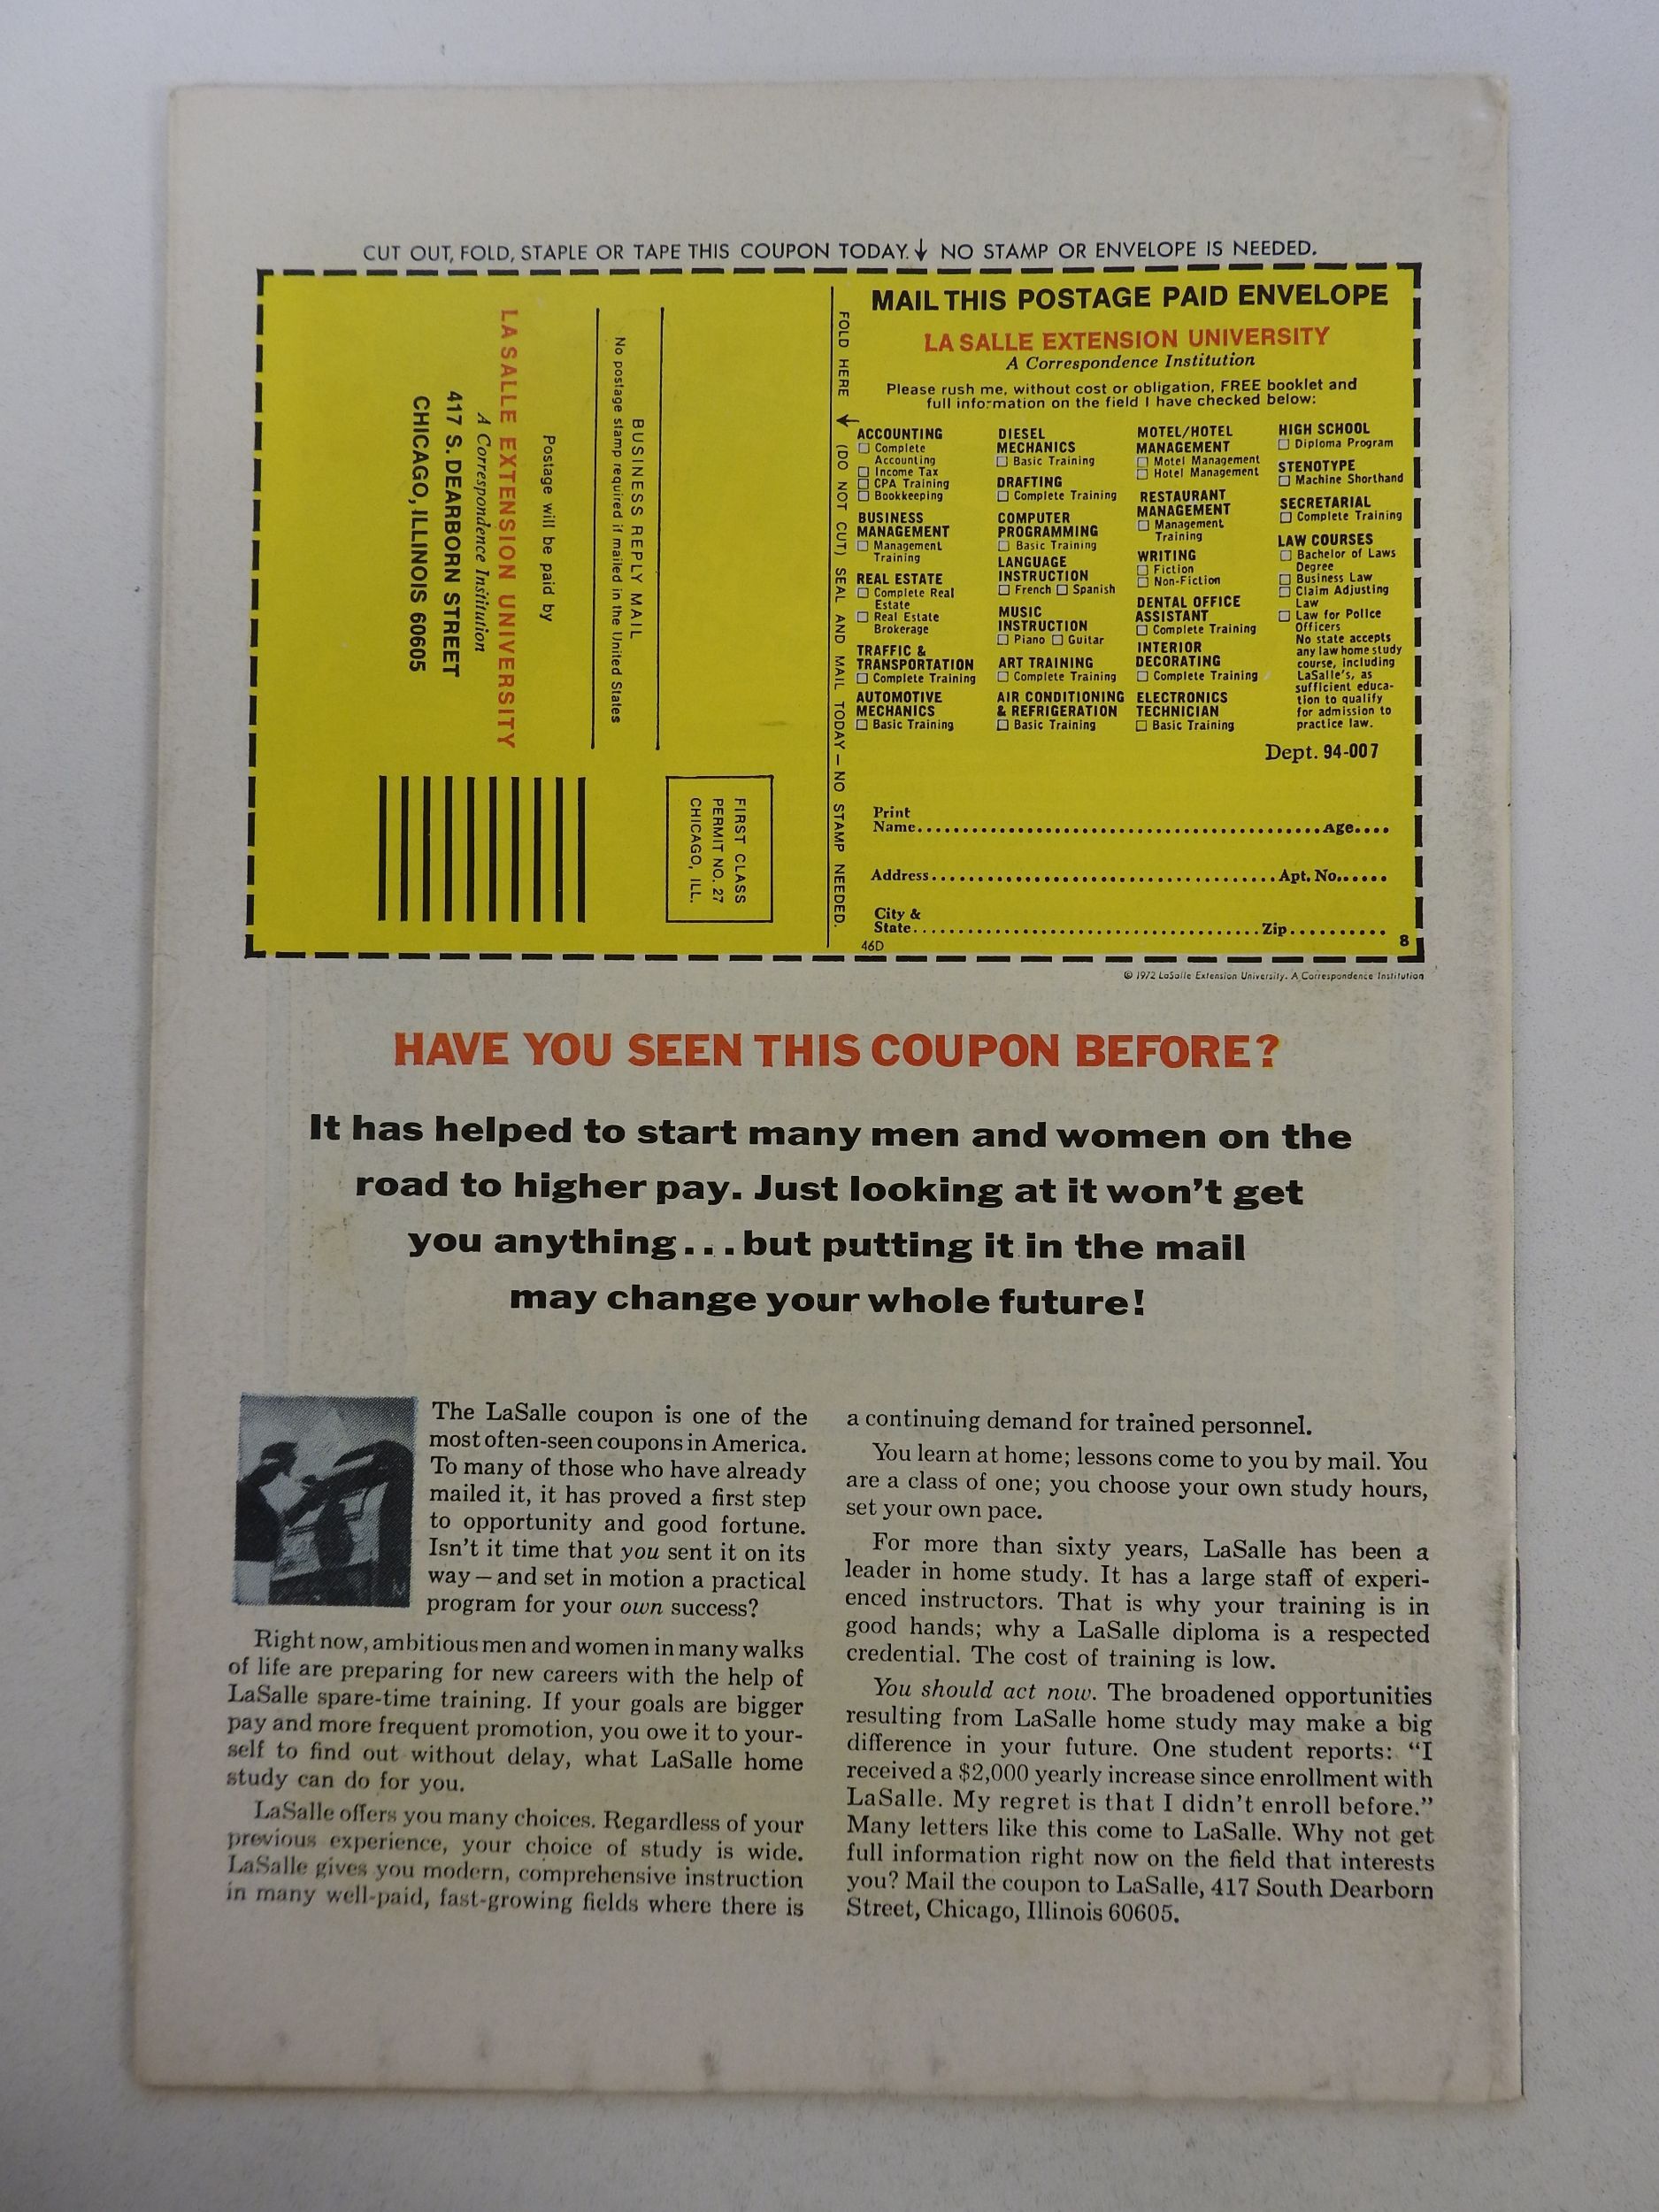 CUT OUT, FOLD, STAPLE OR TAPE THIS COUPON TODAY. NO STAMP OR ENVELOPE IS NEEDED.
BUSINESS REPLY MAIL
No postage stamp required if mailed in the United States
Postage will be paid by
LA SALLE EXTENSION UNIVERSITY
A Correspondence Institution
417 S. DEARBORN STREET
CHICAGO, ILLINOIS 60605
FIRST CLASS
PERMIT NO. 27
CHICAGO, ILL.
FOLD HERE (DO NOT CUT) SEAL AND MAIL TODAY — NO STAMP NEEDED.
MAIL THIS POSTAGE PAID ENVELOPE
LA SALLE EXTENSION UNIVERSITY
A Correspondence Institution
Please rush me, without cost or obligation, FREE booklet and
full information on the field I have checked below:
ACCOUNTING
Complete
Accounting
Income Tax
CPA Training
Bookkeeping
BUSINESS
MANAGEMENT
Management
Training
REAL ESTATE
Complete Real
Estate
Real Estate
Brokerage
TRAFFIC &
TRANSPORTATION
Complete Training
AUTOMOTIVE
MECHANICS
Basic Training
DIESEL
MECHANICS
Basic Training
DRAFTING
Complete Training
COMPUTER
PROGRAMMING
Basic Training
LANGUAGE
INSTRUCTION
French Spanish
MUSIC
INSTRUCTION
Piano Guitar
ART TRAINING
Complete Training
AIR CONDITIONING
& REFRIGERATION
Basic Training
MOTEL/HOTEL
MANAGEMENT
Motel Management
Hotel Management
RESTAURANT
MANAGEMENT
Management
Training
WRITING
Fiction
Non-Fiction
DENTAL OFFICE
ASSISTANT
Complete Training
INTERIOR
DECORATING
Complete Training
ELECTRONICS
TECHNICIAN
Basic Training
HIGH SCHOOL
Diploma Program
STENOTYPE
Machine Shorthand
SECRETARIAL
Complete Training
LAW COURSES
Bachelor of Laws
Degree
Business Law
Claim Adjusting
Law
Law for Police
Officers
No state accepts
any law home study
course, including
LaSalle's, as
sufficient educa-
tion to qualify
for admission to
practice law.
Dept. 94-007
Print
Name Age
Address Apt. No.
City &
State Zip
46D 8
© 1972 LaSalle Extension University. A Correspondence Institution
HAVE YOU SEEN THIS COUPON BEFORE?
It has helped to start many men and women on the
road to higher pay. Just looking at it won't get
you anything...but putting it in the mail
may change your whole future!
The LaSalle coupon is one of the
most often-seen coupons in America.
To many of those who have already
mailed it, it has proved a first step
to opportunity and good fortune.
Isn't it time that you sent it on its
way—and set in motion a practical
program for your own success?
Right now, ambitious men and women in many walks
of life are preparing for new careers with the help of
LaSalle spare-time training. If your goals are bigger
pay and more frequent promotion, you owe it to your-
self to find out without delay, what LaSalle home
study can do for you.
LaSalle offers you many choices. Regardless of your
previous experience, your choice of study is wide.
LaSalle gives you modern, comprehensive instruction
in many well-paid, fast-growing fields where there is
a continuing demand for trained personnel.
You learn at home; lessons come to you by mail. You
are a class of one; you choose your own study hours,
set your own pace.
For more than sixty years, LaSalle has been a
leader in home study. It has a large staff of experi-
enced instructors. That is why your training is in
good hands; why a LaSalle diploma is a respected
credential. The cost of training is low.
You should act now. The broadened opportunities
resulting from LaSalle home study may make a big
difference in your future. One student reports: “I
received a $2,000 yearly increase since enrollment with
LaSalle. My regret is that I didn't enroll before.”
Many letters like this come to LaSalle. Why not get
full information right now on the field that interests
you? Mail the coupon to LaSalle, 417 South Dearborn
Street, Chicago, Illinois 60605.